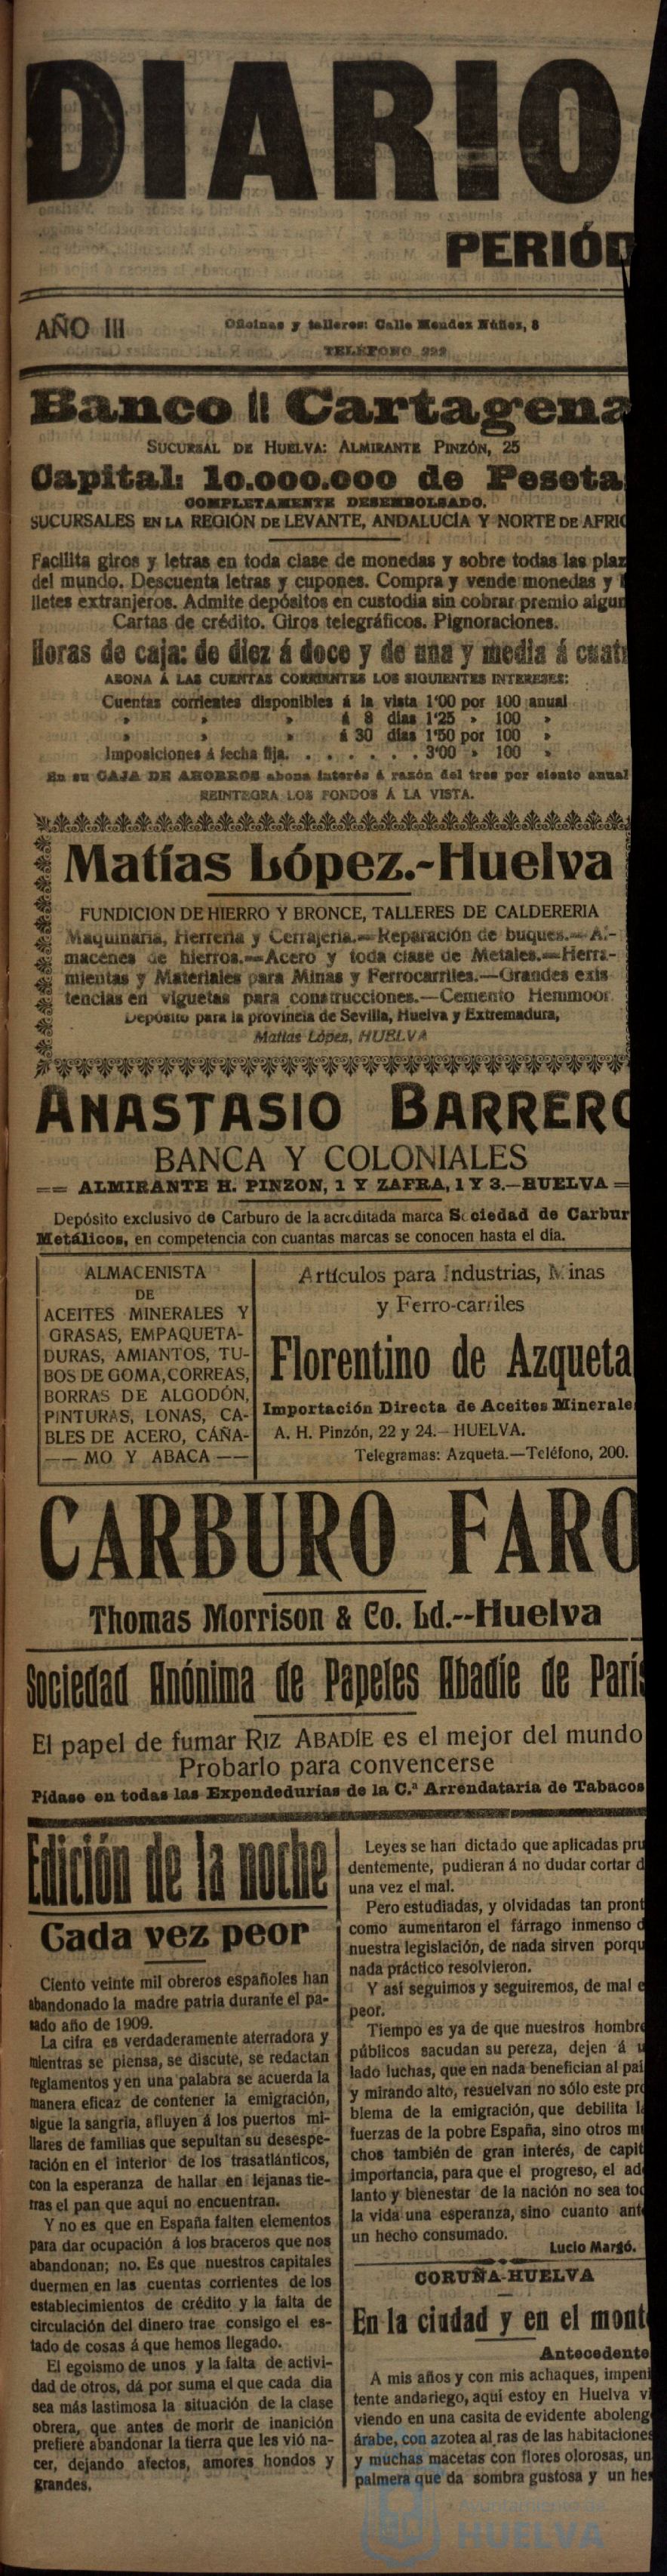 DIARIO
PERIÓD
AÑO III
Oficinas y talleres: Calle Mendez Núñez, 8
TELÉFONO 222
Banco Cartagena
SUCURSAL DE HUELVA: ALMIRANTE PINZÓN, 25
Capital: 10.000.000 de Peseta
COMPLETAMENTE DESEMBOLSADO.
SUCURSALES EN LA REGIÓN DE LEVANTE, ANDALUCÍA Y NORTE DE AFRIC
Facilita giros y letras en toda clase de monedas y sobre todas las plaz
del mundo. Descuenta letras y cupones. Compra y vende monedas y
lletes extranjeros. Admite depósitos en custodia sin cobrar premio algun
Cartas de crédito. Giros telegráficos. Pignoraciones.
Horas de caja: de diez á doce y de una y media á cuatr
ABONA Á LAS CUENTAS CORRIENTES LOS SIGUIENTES INTERESES:
Cuentas corrientes disponibles á la vista 1'00 por 100 anual
» » » á 8 dias 1'25 » 100 »
» » » á 30 dias 1'50 por 100 »
Imposiciones á fecha fija. . . . . . . 3'00 » 100 »
En su CAJA DE AHORROS abona interés á razón del tres por ciento anual
REINTEGRA LOS FONDOS Á LA VISTA.
Matías López.-Huelva
FUNDICION DE HIERRO Y BRONCE, TALLERES DE CALDERERIA
Maquinaria, Herrería y Cerrajería.—Reparación de buques.—Al-
macenes de hierros.—Acero y toda clase de Metales.—Herra-
mientas y Materiales para Minas y Ferrocarriles.—Grandes exis
tencias en viguetas para construcciones.—Cemento Hemmoor.
Depósito para la provincia de Sevilla, Huelva y Extremadura,
Matías López, HUELVA
ANASTASIO BARRERO
BANCA Y COLONIALES
== ALMIRANTE H. PINZON, 1 Y ZAFRA, 1 Y 3.—HUELVA =
Depósito exclusivo de Carburo de la acreditada marca Sociedad de Carbur
Metálicos, en competencia con cuantas marcas se conocen hasta el dia.
ALMACENISTA
DE
ACEITES MINERALES Y
GRASAS, EMPAQUETA-
DURAS, AMIANTOS, TU-
BOS DE GOMA, CORREAS,
BORRAS DE ALGODÓN,
PINTURAS, LONAS, CA-
BLES DE ACERO, CÁÑA-
—— MO Y ABACA ——
Artículos para Industrias, Minas
y Ferro-carriles
Florentino de Azqueta
Importación Directa de Aceites Minerale
A. H. Pinzón, 22 y 24.—HUELVA.
Telegramas: Azqueta.—Teléfono, 200.
CARBURO FARO
Thomas Morrison & Co. Ld.--Huelva
Sociedad Anónima de Papeles Abadíe de París
El papel de fumar RIZ ABADÍE es el mejor del mundo
Probarlo para convencerse
Pídase en todas las Expendedurías de la C.ª Arrendataria de Tabacos
Edición de la noche
Cada vez peor
Ciento veinte mil obreros españoles han
abandonado la madre patria durante el pa-
sado año de 1909.
La cifra es verdaderamente aterradora y
mientras se piensa, se discute, se redactan
reglamentos y en una palabra se acuerda la
manera eficaz de contener la emigración,
sigue la sangria, afluyen á los puertos mi-
llares de familias que sepultan su desespe-
ración en el interior de los trasatlánticos,
con la esperanza de hallar en lejanas tie-
rras el pan que aqui no encuentran.
Y no es que en España falten elementos
para dar ocupación á los braceros que nos
abandonan; no. Es que nuestros capitales
duermen en las cuentas corrientes de los
establecimientos de crédito y la falta de
circulación del dinero trae consigo el es-
tado de cosas á que hemos llegado.
El egoismo de unos y la falta de activi-
dad de otros, dá por suma el que cada dia
sea más lastimosa la situación de la clase
obrera, que antes de morir de inanición
prefiere abandonar la tierra que les vió na-
cer, dejando afectos, amores hondos y
grandes.
Leyes se han dictado que aplicadas pru
dentemente, pudieran á no dudar cortar d
una vez el mal.
Pero estudiadas, y olvidadas tan pront
como aumentaron el fárrago inmenso d
nuestra legislación, de nada sirven porqu
nada práctico resolvieron.
Y asi seguimos y seguiremos, de mal e
peor.
Tiempo es ya de que nuestros hombre
públicos sacudan su pereza, dejen á u
lado luchas, que en nada benefician al pai
y mirando alto, resuelvan no sólo este pro
blema de la emigración, que debilita la
fuerzas de la pobre España, sino otros mu
chos también de gran interés, de capit
importancia, para que el progreso, el ade
lanto y bienestar de la nación no sea tod
la vida una esperanza, sino cuanto ant
un hecho consumado.
Lucio Margó.
CORUÑA-HUELVA
En la ciudad y en el mont
Antecedente
A mis años y con mis achaques, impeni
tente andariego, aqui estoy en Huelva vi
viendo en una casita de evidente aboleng
árabe, con azotea al ras de las habitaciones
y muchas macetas con flores olorosas, un
palmera que da sombra gustosa y un he
Ayuntamiento de
HUELVA